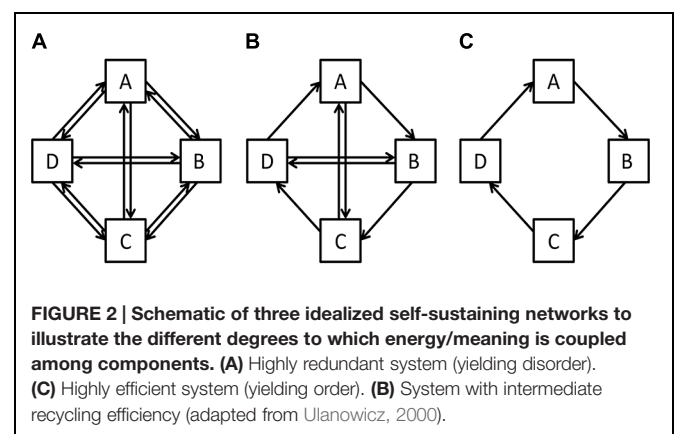 A
B
C
A
D
B
C
A
D
B
C
A
D
B
C
FIGURE 2 | Schematic of three idealized self-sustaining networks to
illustrate the different degrees to which energy/meaning is coupled
among components. (A) Highly redundant system (yielding disorder).
(C) Highly efficient system (yielding order). (B) System with intermediate
recycling efficiency (adapted from Ulanowicz, 2000).